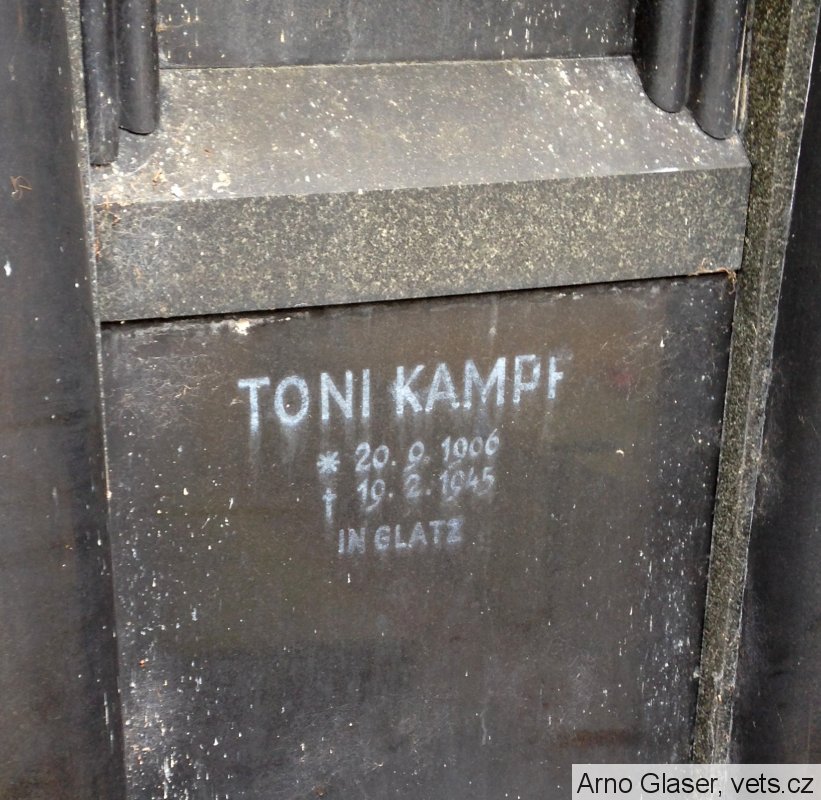 TONI KAMPF
* 20. 9. 1906
† 19. 2. 1945
IN GLATZ
Arno Glaser, vets.cz